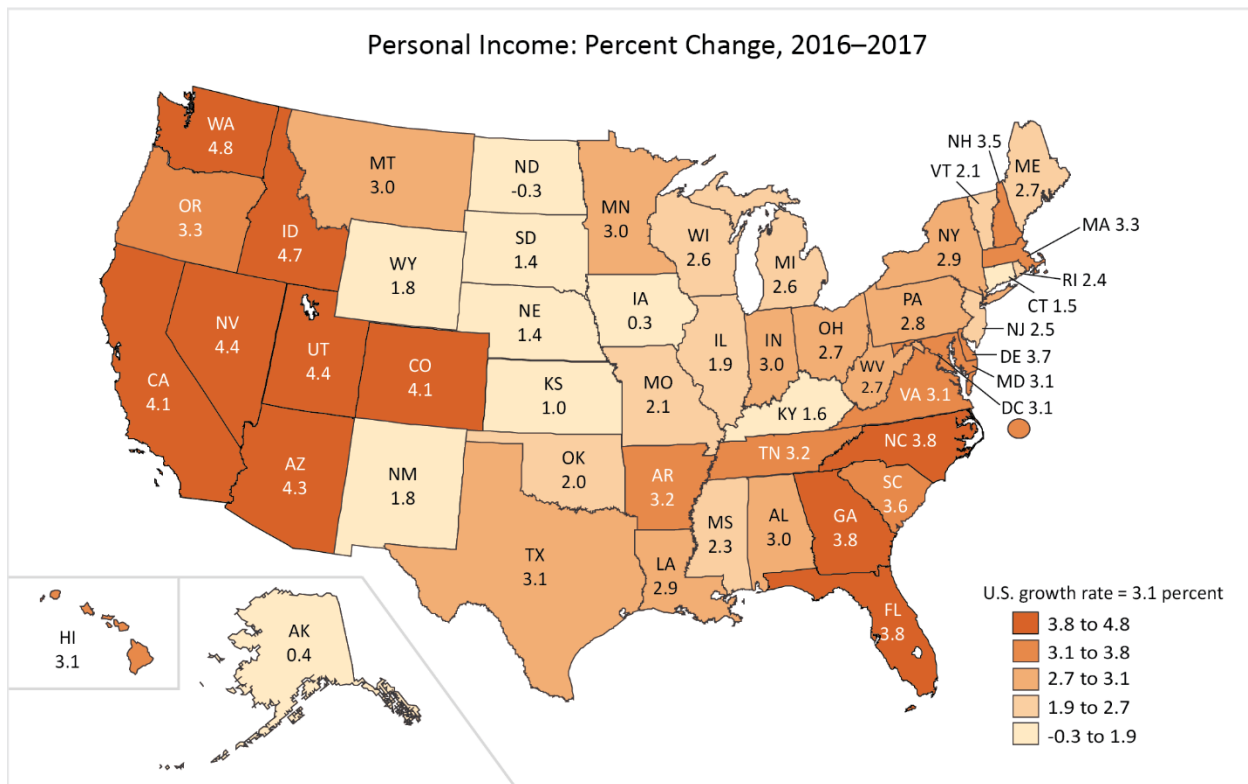 Personal Income: Percent Change, 2016–2017
WA
4.8
MT
3.0
ND
-0.3
MN
3.0
NH 3.5
VT 2.1
ME
2.7
OR
3.3
ID
4.7
WY
1.8
SD
1.4
WI
2.6
MI
2.6
NY
2.9
MA 3.3
RI 2.4
CT 1.5
NJ 2.5
DE 3.7
MD 3.1
DC 3.1
NV
4.4
UT
4.4
CO
4.1
NE
1.4
IA
0.3
IL
1.9
IN
3.0
OH
2.7
PA
2.8
WV
2.7
VA 3.1
CA
4.1
KS
1.0
MO
2.1
KY 1.6
AZ
4.3
NM
1.8
OK
2.0
AR
3.2
TN 3.2
NC 3.8
SC
3.6
TX
3.1
LA
2.9
MS
2.3
AL
3.0
GA
3.8
FL
3.8
HI
3.1
AK
0.4
U.S. growth rate = 3.1 percent
3.8 to 4.8
3.1 to 3.8
2.7 to 3.1
1.9 to 2.7
-0.3 to 1.9